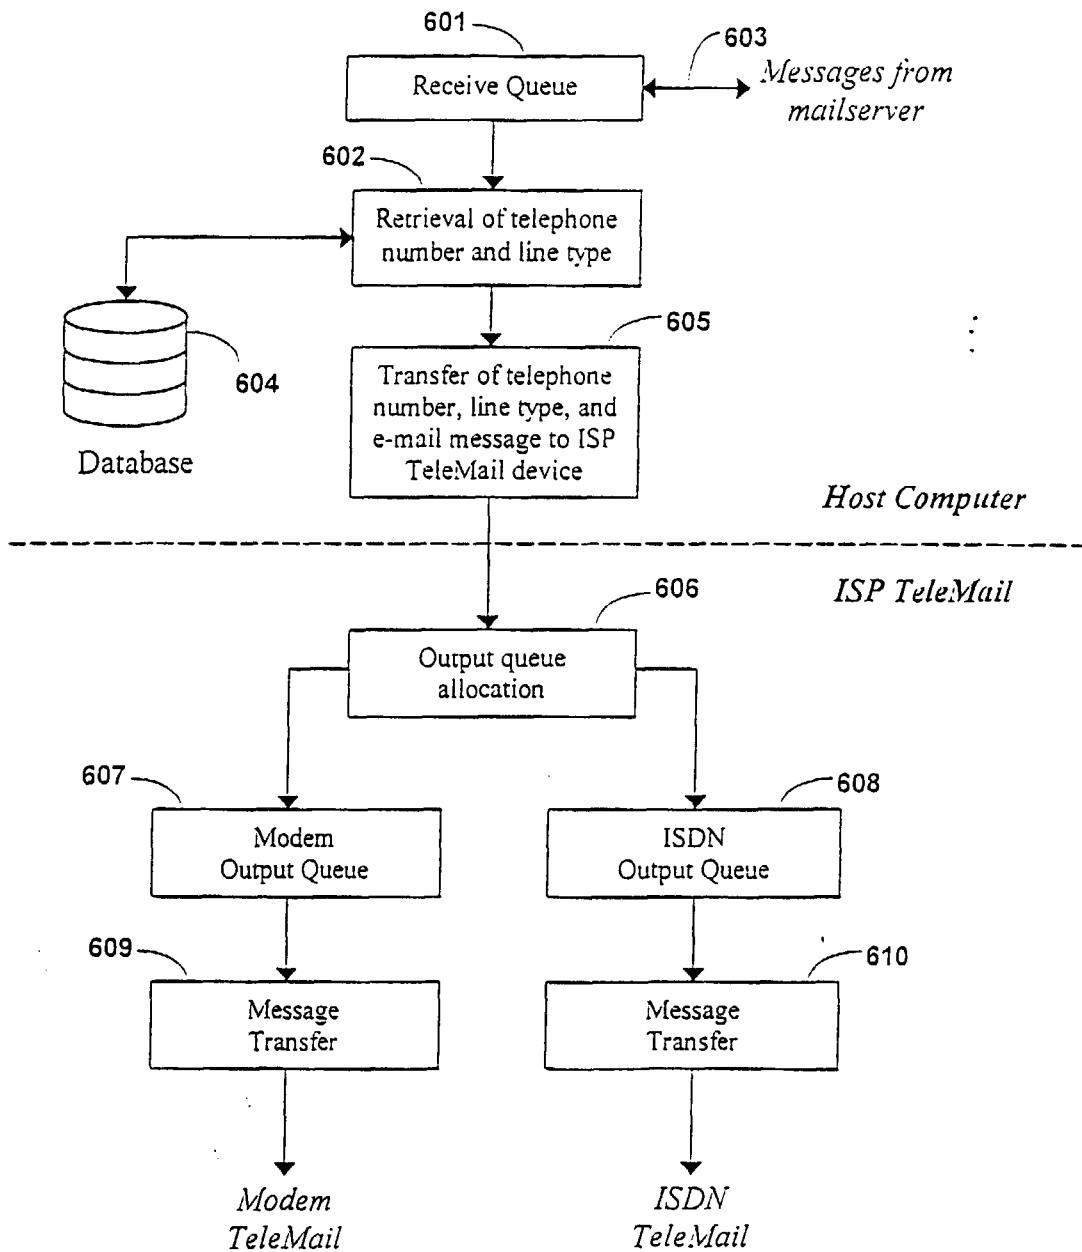 601
603
Receive Queue
Messages from
mailserver
602
Retrieval of telephone
number and line type
605
604
Transfer of telephone
number, line type, and
e-mail message to ISP
TeleMail device
Database
Host Computer
ISP TeleMail
606
Output queue
allocation
607
608
Modem
Output Queue
ISDN
Output Queue
609
610
Message
Transfer
Message
Transfer
Modem
TeleMail
ISDN
TeleMail